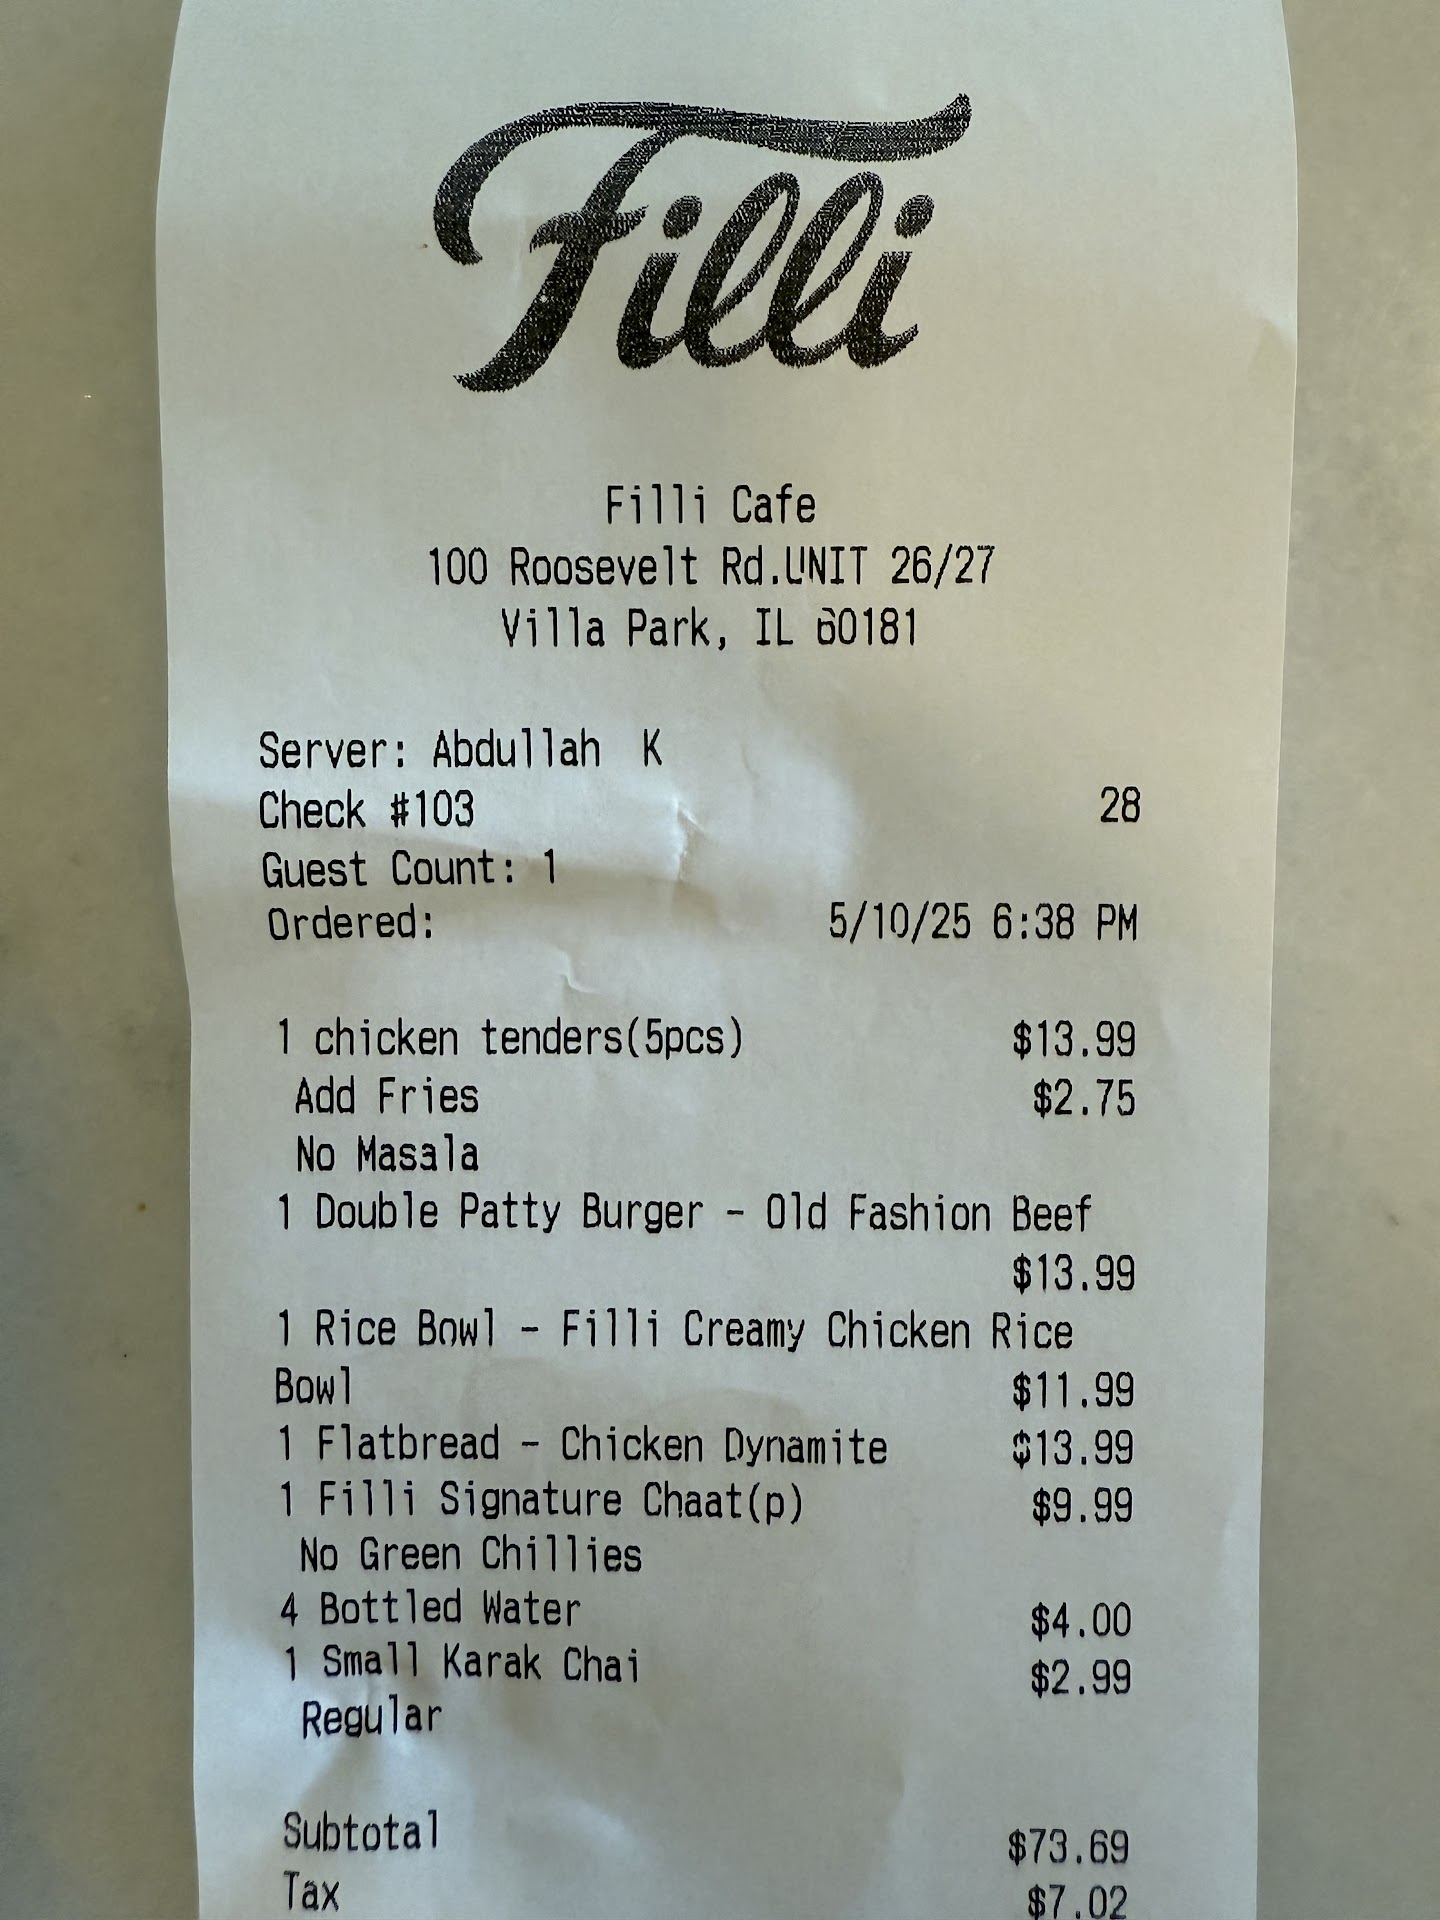 Filli
Filli Cafe
100 Roosevelt Rd.UNIT 26/27
Villa Park, IL 60181
Server: Abdullah K
Check #103 28
Guest Count: 1
Ordered: 5/10/25 6:38 PM
1 chicken tenders(5pcs) $13.99
Add Fries $2.75
No Masala
1 Double Patty Burger - Old Fashion Beef
$13.99
1 Rice Bowl - Filli Creamy Chicken Rice
Bowl $11.99
1 Flatbread - Chicken Dynamite $13.99
1 Filli Signature Chaat(p) $9.99
No Green Chillies
4 Bottled Water $4.00
1 Small Karak Chai $2.99
Regular
Subtotal $73.69
Tax $7.02